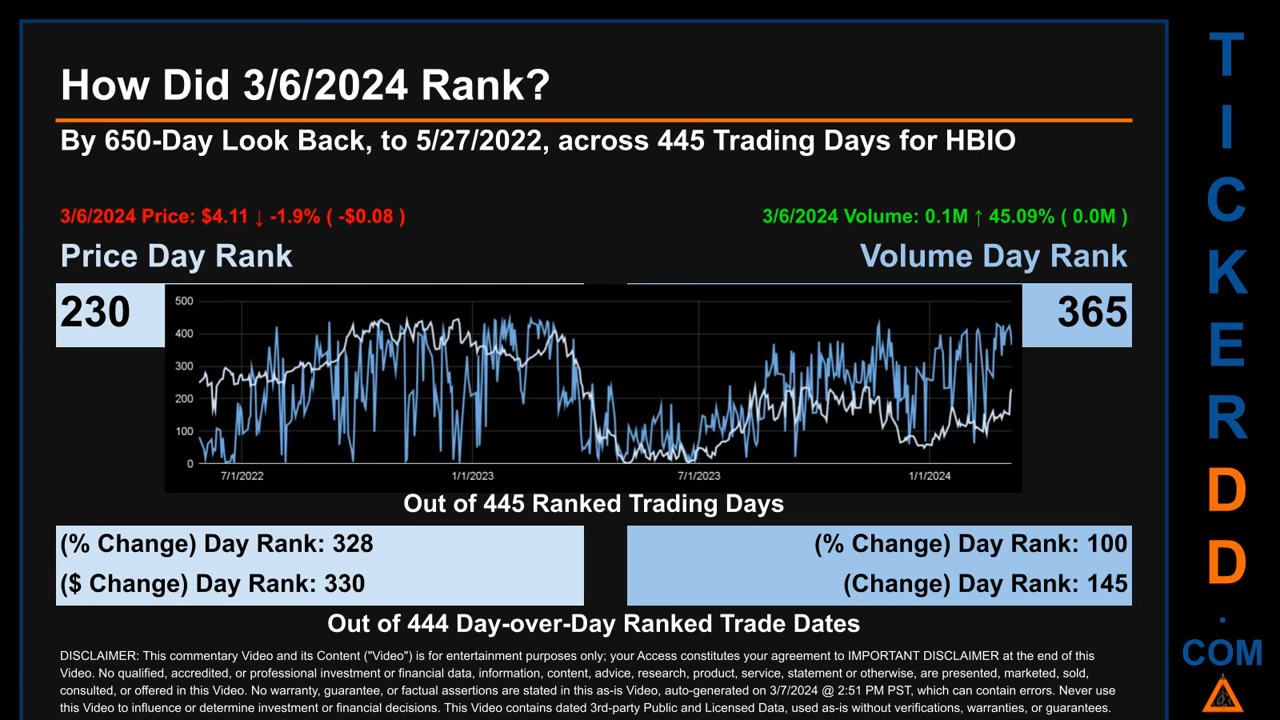 How Did 3/6/2024 Rank?
By 650-Day Look Back, to 5/27/2022, across 445 Trading Days for HBIO
3/6/2024 Price: $4.11 ↓ -1.9% ( -$0.08 )
3/6/2024 Volume: 0.1M ↑ 45.09% ( 0.0M )
Price Day Rank
Volume Day Rank
230
365
500
400
300
200
100
0
7/1/2022
1/1/2023
7/1/2023
1/1/2024
Out of 445 Ranked Trading Days
(% Change) Day Rank: 328
($ Change) Day Rank: 330
(% Change) Day Rank: 100
(Change) Day Rank: 145
Out of 444 Day-over-Day Ranked Trade Dates
DISCLAIMER: This commentary Video and its Content ("Video") is for entertainment purposes only; your Access constitutes your agreement to IMPORTANT DISCLAIMER at the end of this
Video. No qualified, accredited, or professional investment or financial data, information, content, advice, research, product, service, statement or otherwise, are presented, marketed, sold,
consulted, or offered in this Video. No warranty, guarantee, or factual assertions are stated in this as-is Video, auto-generated on 3/7/2024 @ 2:51 PM PST, which can contain errors. Never use
this Video to influence or determine investment or financial decisions. This Video contains dated 3rd-party Public and Licensed Data, used as-is without verifications, warranties, or guarantees.
T
I
C
K
E
R
D
D
.
COM